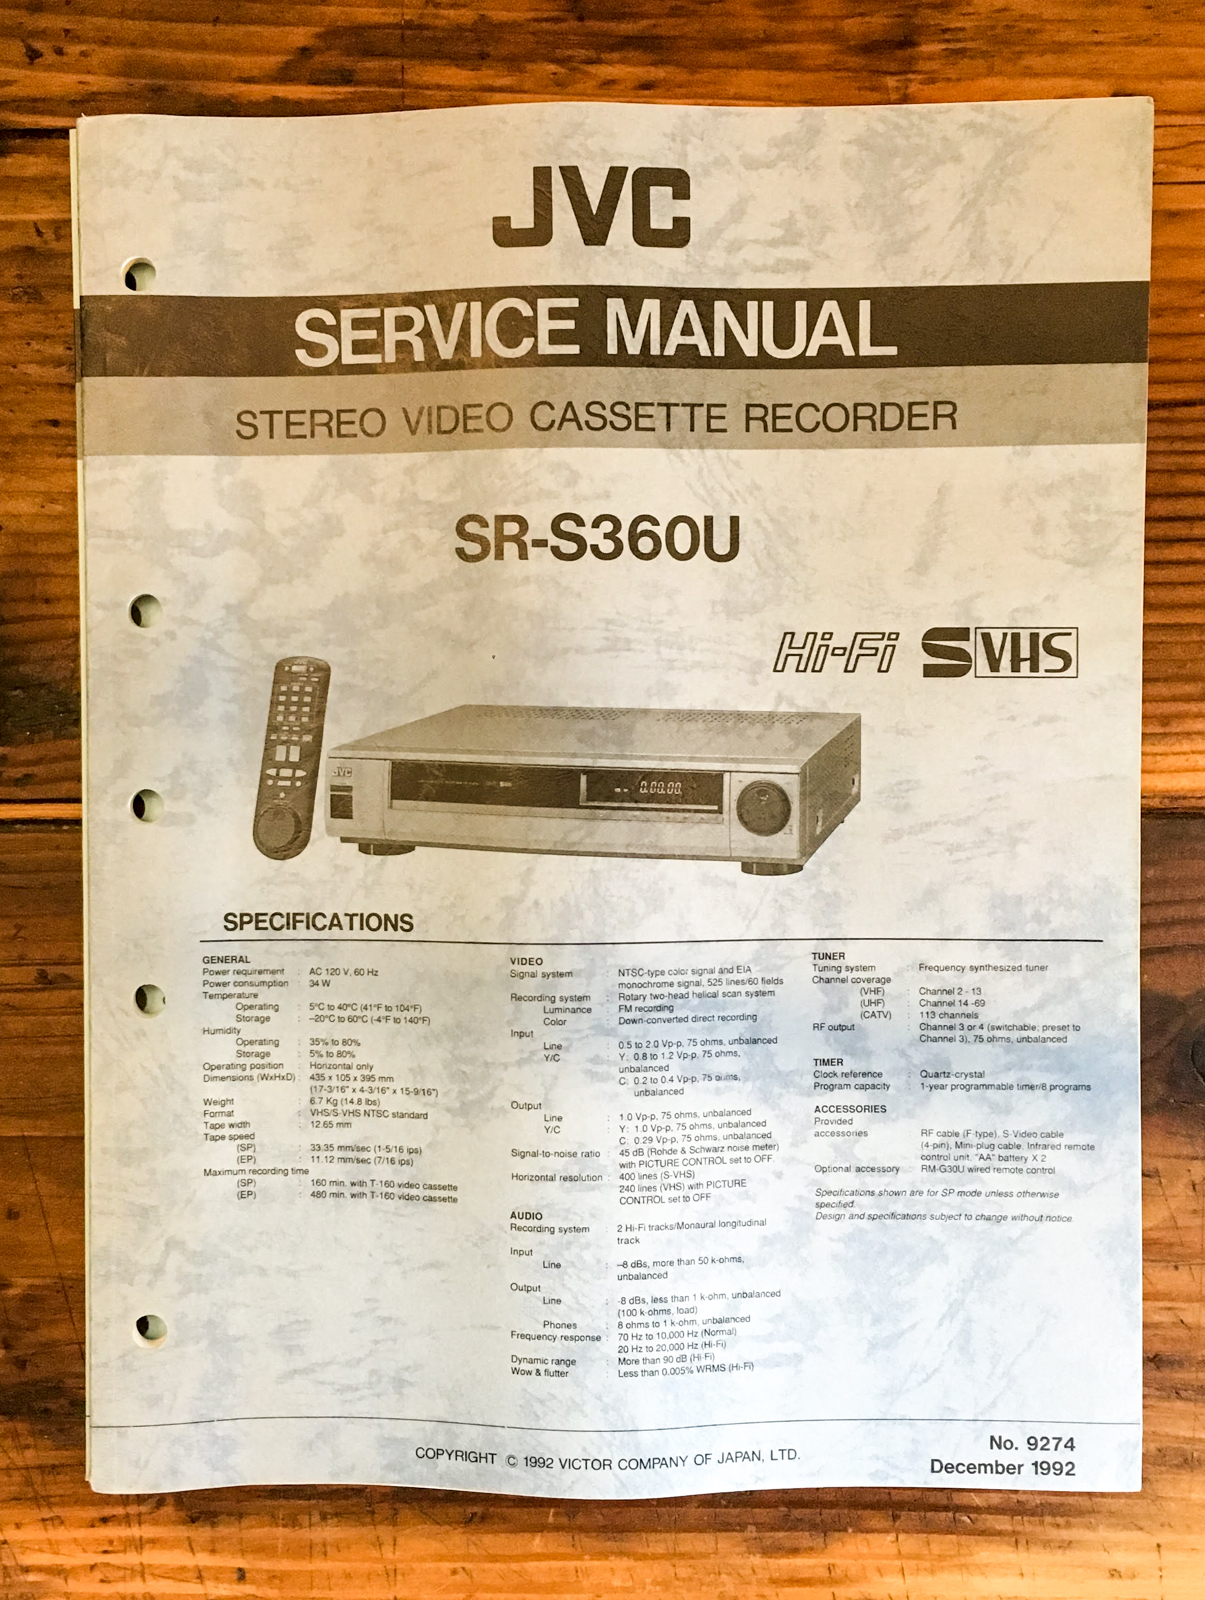 JVC
SERVICE MANUAL
STEREO VIDEO CASSETTE RECORDER
SR-S360U
Hi-Fi S VHS
JVC
0:00:00
SPECIFICATIONS
GENERAL
Power requirement : AC 120 V, 60 Hz
Power consumption : 34 W
Temperature
Operating : 5°C to 40°C (41°F to 104°F)
Storage : –20°C to 60°C (-4°F to 140°F)
Humidity
Operating : 35% to 80%
Storage : 5% to 80%
Operating position : Horizontal only
Dimensions (WxHxD) : 435 x 105 x 395 mm
(17-3/16" x 4-3/16" x 15-9/16")
Weight : 6.7 Kg (14.8 lbs)
Format : VHS/S-VHS NTSC standard
Tape width : 12.65 mm
Tape speed
(SP) : 33.35 mm/sec (1-5/16 ips)
(EP) : 11.12 mm/sec (7/16 ips)
Maximum recording time
(SP) : 160 min. with T-160 video cassette
(EP) : 480 min. with T-160 video cassette
VIDEO
Signal system : NTSC-type color signal and EIA
monochrome signal, 525 lines/60 fields
Recording system : Rotary two-head helical scan system
Luminance : FM recording
Color : Down-converted direct recording
Input
Line : 0.5 to 2.0 Vp-p, 75 ohms, unbalanced
Y/C : Y: 0.8 to 1.2 Vp-p, 75 ohms,
unbalanced
C: 0.2 to 0.4 Vp-p, 75 ohms,
unbalanced
Output
Line : 1.0 Vp-p, 75 ohms, unbalanced
Y/C : Y: 1.0 Vp-p, 75 ohms, unbalanced
C: 0.29 Vp-p, 75 ohms, unbalanced
Signal-to-noise ratio : 45 dB (Rohde & Schwarz noise meter)
with PICTURE CONTROL set to OFF
Horizontal resolution : 400 lines (S-VHS)
240 lines (VHS) with PICTURE
CONTROL set to OFF
AUDIO
Recording system : 2 Hi-Fi tracks/Monaural longitudinal
track
Input
Line : –8 dBs, more than 50 k-ohms,
unbalanced
Output
Line : -8 dBs, less than 1 k-ohm, unbalanced
(100 k-ohms, load)
Phones : 8 ohms to 1 k-ohm, unbalanced
Frequency response : 70 Hz to 10,000 Hz (Normal)
20 Hz to 20,000 Hz (Hi-Fi)
Dynamic range : More than 90 dB (Hi-Fi)
Wow & flutter : Less than 0.005% WRMS (Hi-Fi)
TUNER
Tuning system : Frequency synthesized tuner
Channel coverage
(VHF) : Channel 2 - 13
(UHF) : Channel 14 -69
(CATV) : 113 channels
RF output : Channel 3 or 4 (switchable; preset to
Channel 3), 75 ohms, unbalanced
TIMER
Clock reference : Quartz-crystal
Program capacity : 1-year programmable timer/8 programs
ACCESSORIES
Provided
accessories : RF cable (F-type), S-Video cable
(4-pin), Mini-plug cable, Infrared remote
control unit, "AA" battery X 2
Optional accessory : RM-G30U wired remote control
Specifications shown are for SP mode unless otherwise
specified.
Design and specifications subject to change without notice.
COPYRIGHT © 1992 VICTOR COMPANY OF JAPAN, LTD.
No. 9274
December 1992